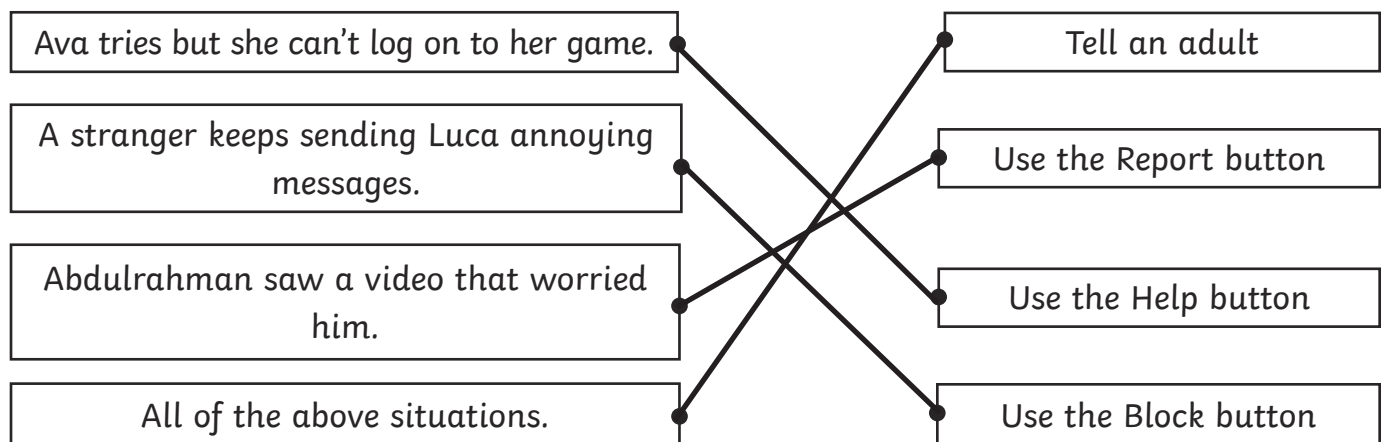 Ava tries but she can't log on to her game.
A stranger keeps sending Luca annoying
messages.
Abdulrahman saw a video that worried
him.
All of the above situations.
Tell an adult
Use the Report button
Use the Help button
Use the Block button